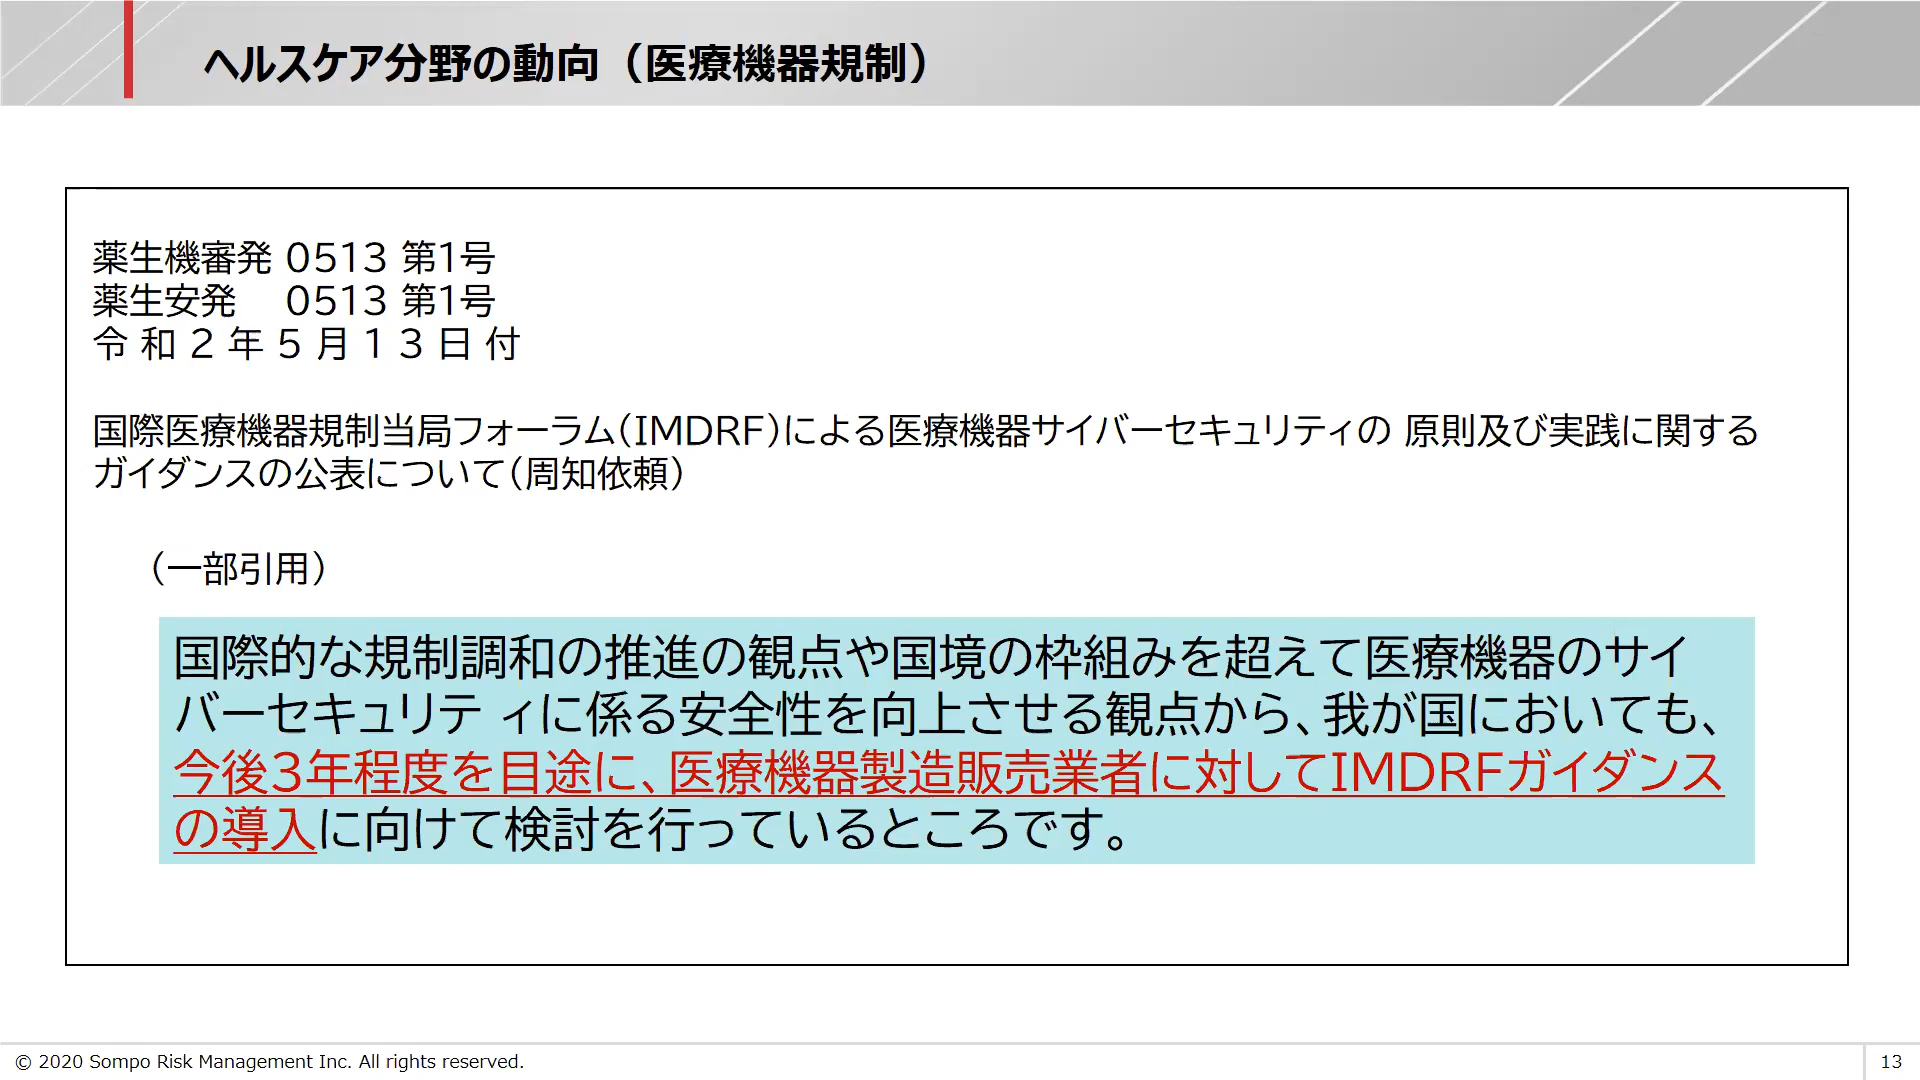 ヘルスケア分野の動向（医療機器規制）
薬生機審発 0513 第1号
薬生安発 0513 第1号
令 和 2 年 5 月 1 3 日 付
国際医療機器規制当局フォーラム(IMDRF)による医療機器サイバーセキュリティの 原則及び実践に関する
ガイダンスの公表について(周知依頼)
(一部引用)
国際的な規制調和の推進の観点や国境の枠組みを超えて医療機器のサイ
バーセキュリテ ィに係る安全性を向上させる観点から、我が国においても、
今後3年程度を目途に、医療機器製造販売業者に対してIMDRFガイダンス
の導入に向けて検討を行っているところです。
© 2020 Sompo Risk Management Inc. All rights reserved.
13